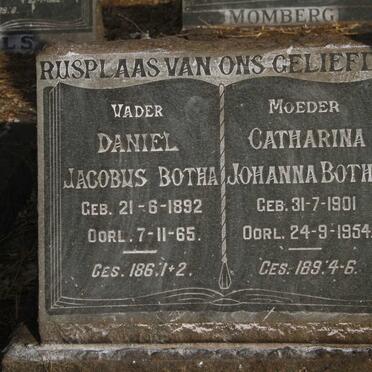 MOMBERG
LS
RUSPLAAS VAN ONS GELIEF
VADER
DANIEL
JACOBUS BOTHA
GEB. 21-6-1892
OORL. 7-11-65.
GES. 186.1+2.
MOEDER
CATHARINA
JOHANNA BOTH
GEB. 31-7-1901
OORL. 24-9-1954
GES. 189.4-6.